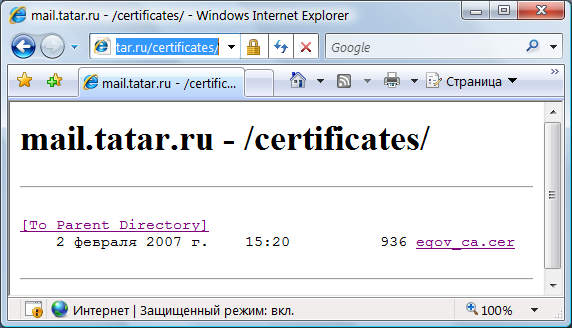 mail.tatar.ru - /certificates/ - Windows Internet Explorer
tar.ru/certificates/
Google
mail.tatar.ru - /certific...
Страница
mail.tatar.ru - /certificates/
[To Parent Directory]
2 февраля 2007 г. 15:20 936 egov_ca.cer
Интернет | Защищенный режим: вкл.
100%